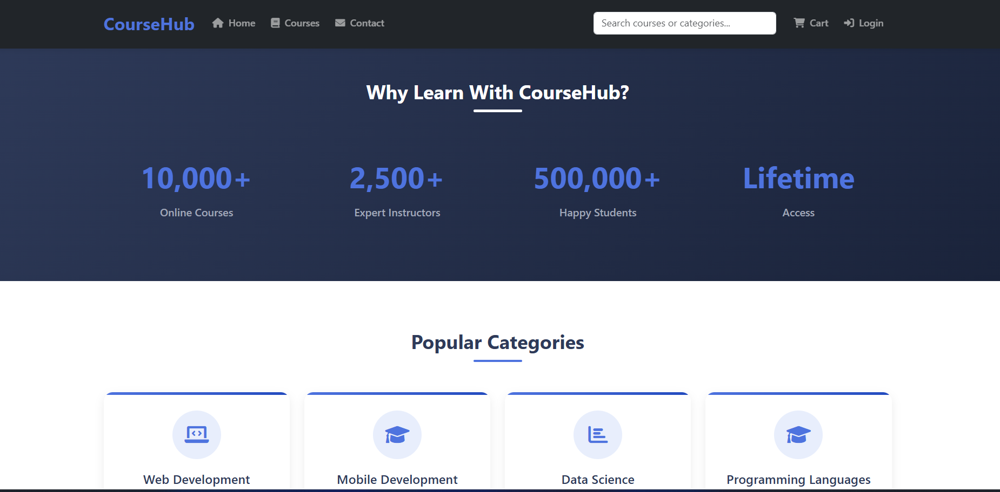 CourseHub Home Courses Contact Search courses or categories... Cart Login
Why Learn With CourseHub?
10,000+ 2,500+ 500,000+ Lifetime
Online Courses Expert Instructors Happy Students Access
Popular Categories
Web Development Mobile Development Data Science Programming Languages